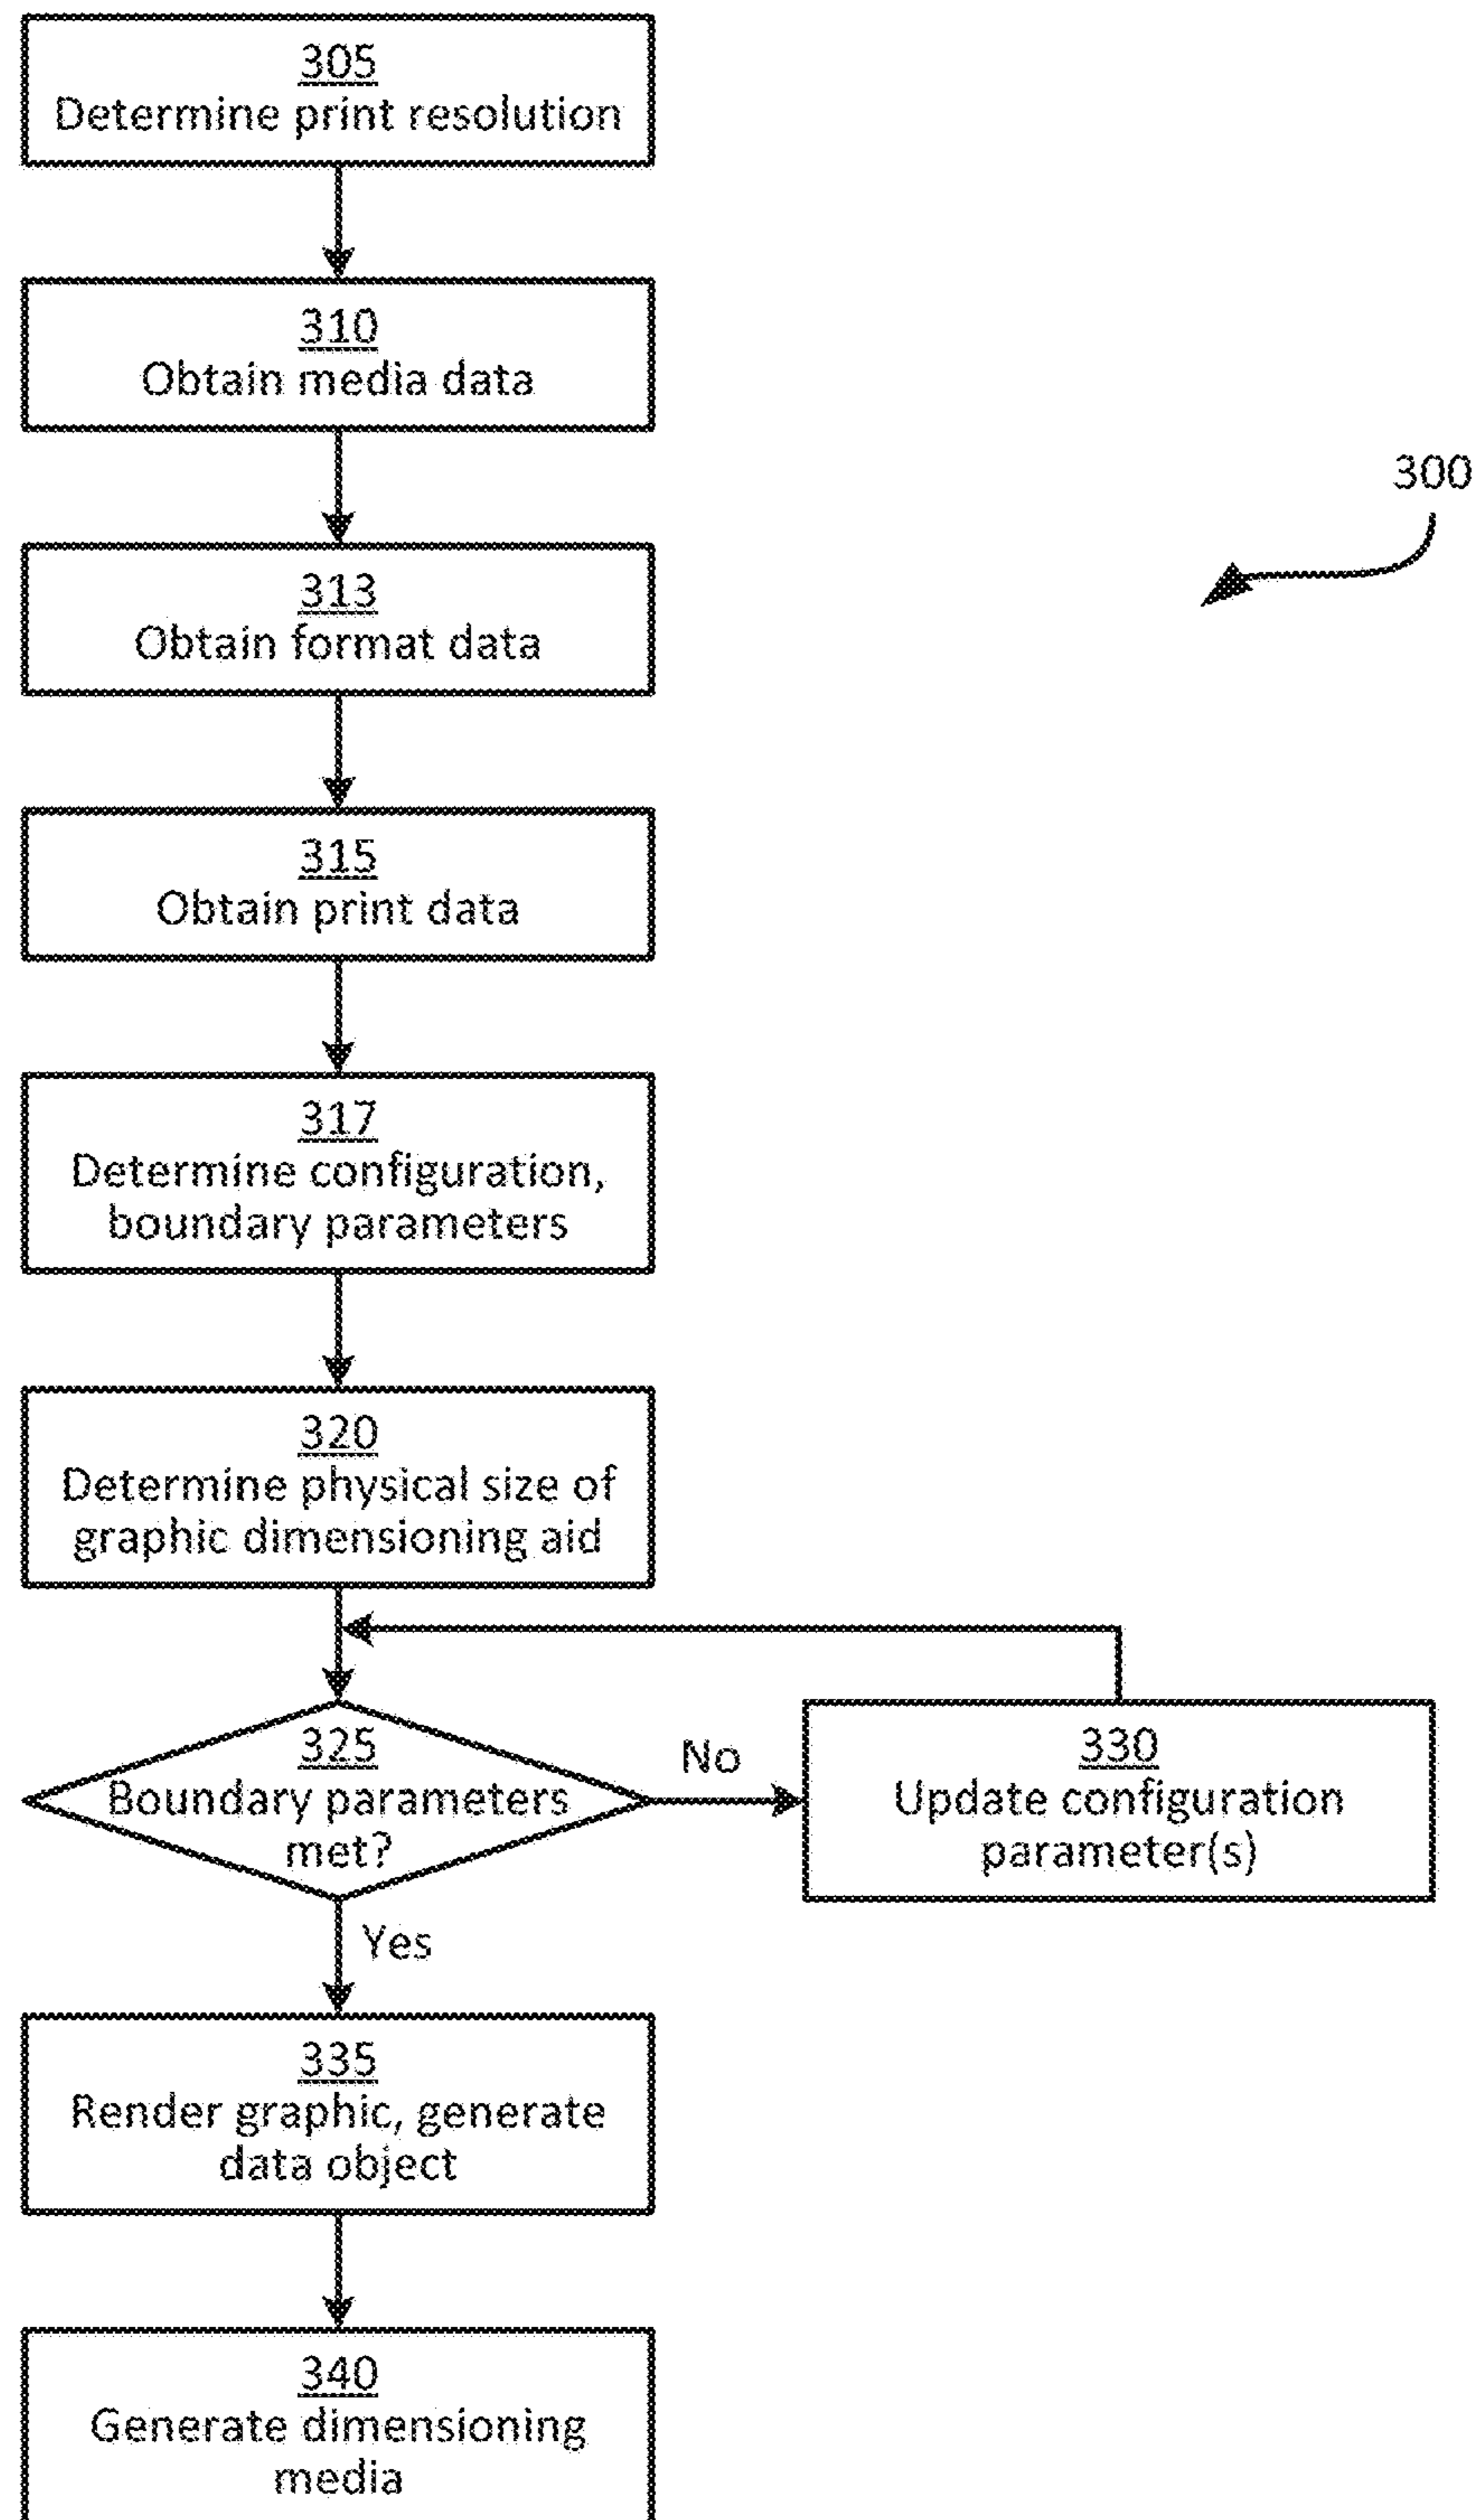 305
Determine print resolution
310
Obtain media data
300
313
Obtain format data
315
Obtain print data
317
Determine configuration,
boundary parameters
320
Determine physical size of
graphic dimensioning aid
325
Boundary parameters
met?
No
330
Update configuration
parameter(s)
Yes
335
Render graphic, generate
data object
340
Generate dimensioning
media